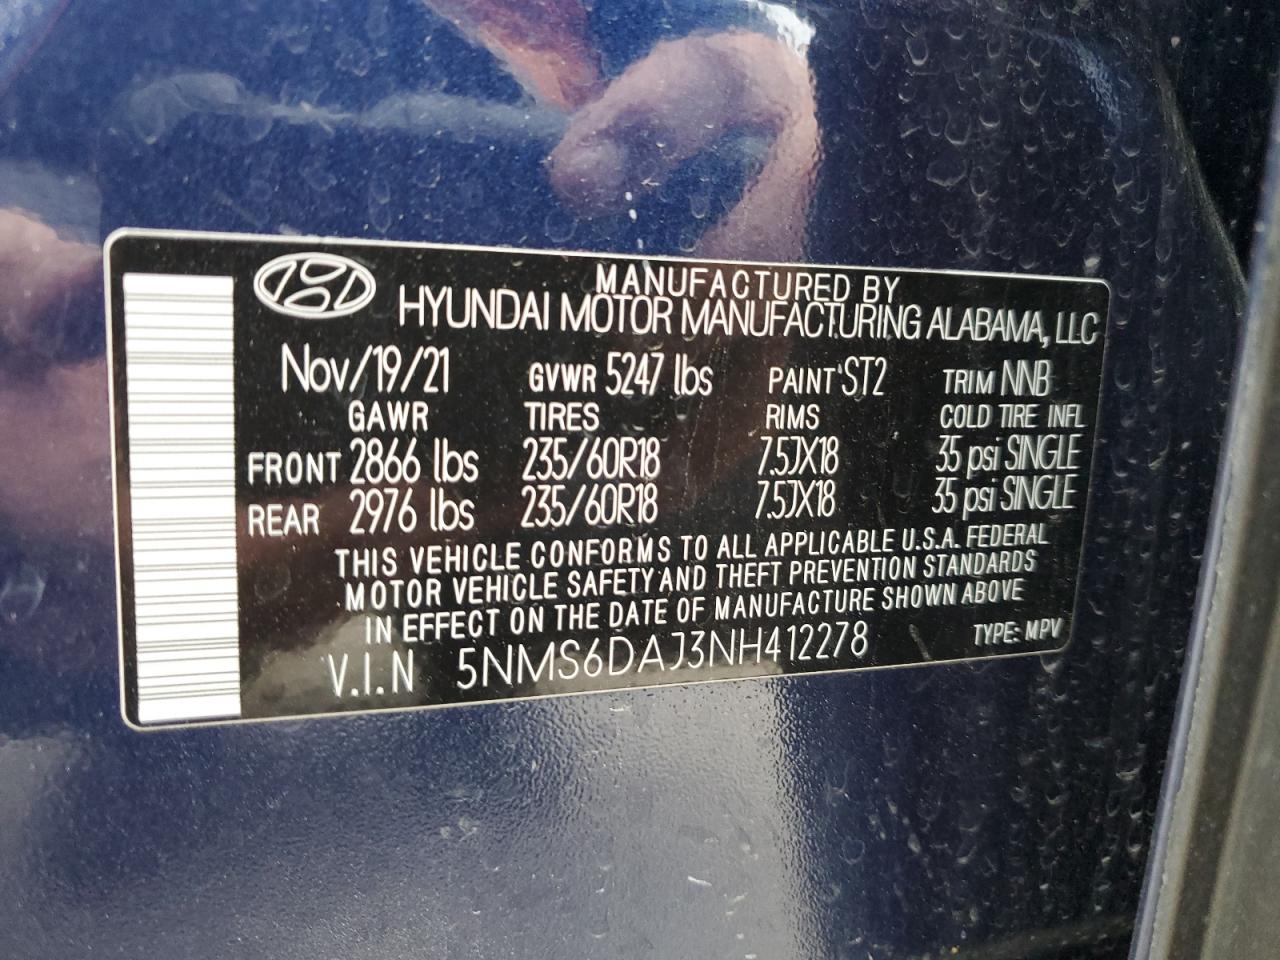 MANUFACTURED BY
HYUNDAI MOTOR MANUFACTURING ALABAMA, LLC
Nov/19/21 GVWR 5247 lbs PAINT ST2 TRIM NNB
GAWR TIRES RIMS COLD TIRE INFL
FRONT 2866 lbs 235/60R18 7.5JX18 35 psi SINGLE
REAR 2976 lbs 235/60R18 7.5JX18 35 psi SINGLE
THIS VEHICLE CONFORMS TO ALL APPLICABLE U.S.A. FEDERAL
MOTOR VEHICLE SAFETY AND THEFT PREVENTION STANDARDS
IN EFFECT ON THE DATE OF MANUFACTURE SHOWN ABOVE
V.I.N 5NMS6DAJ3NH412278 TYPE: MPV